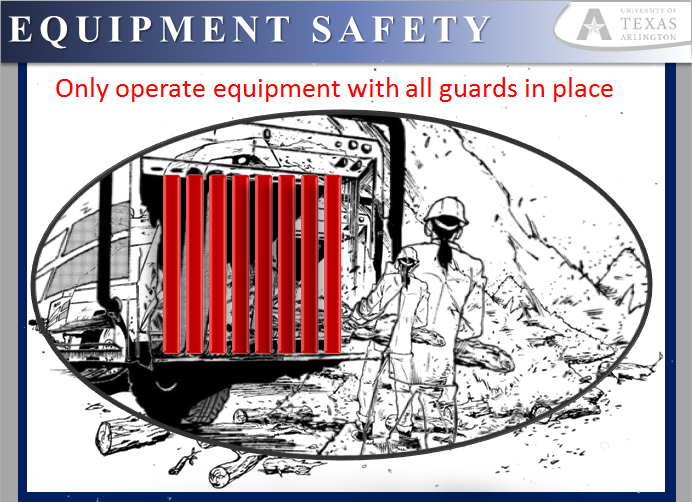 EQUIPMENT SAFETY
UNIVERSITY OF
TEXAS
ARLINGTON
Only operate equipment with all guards in place